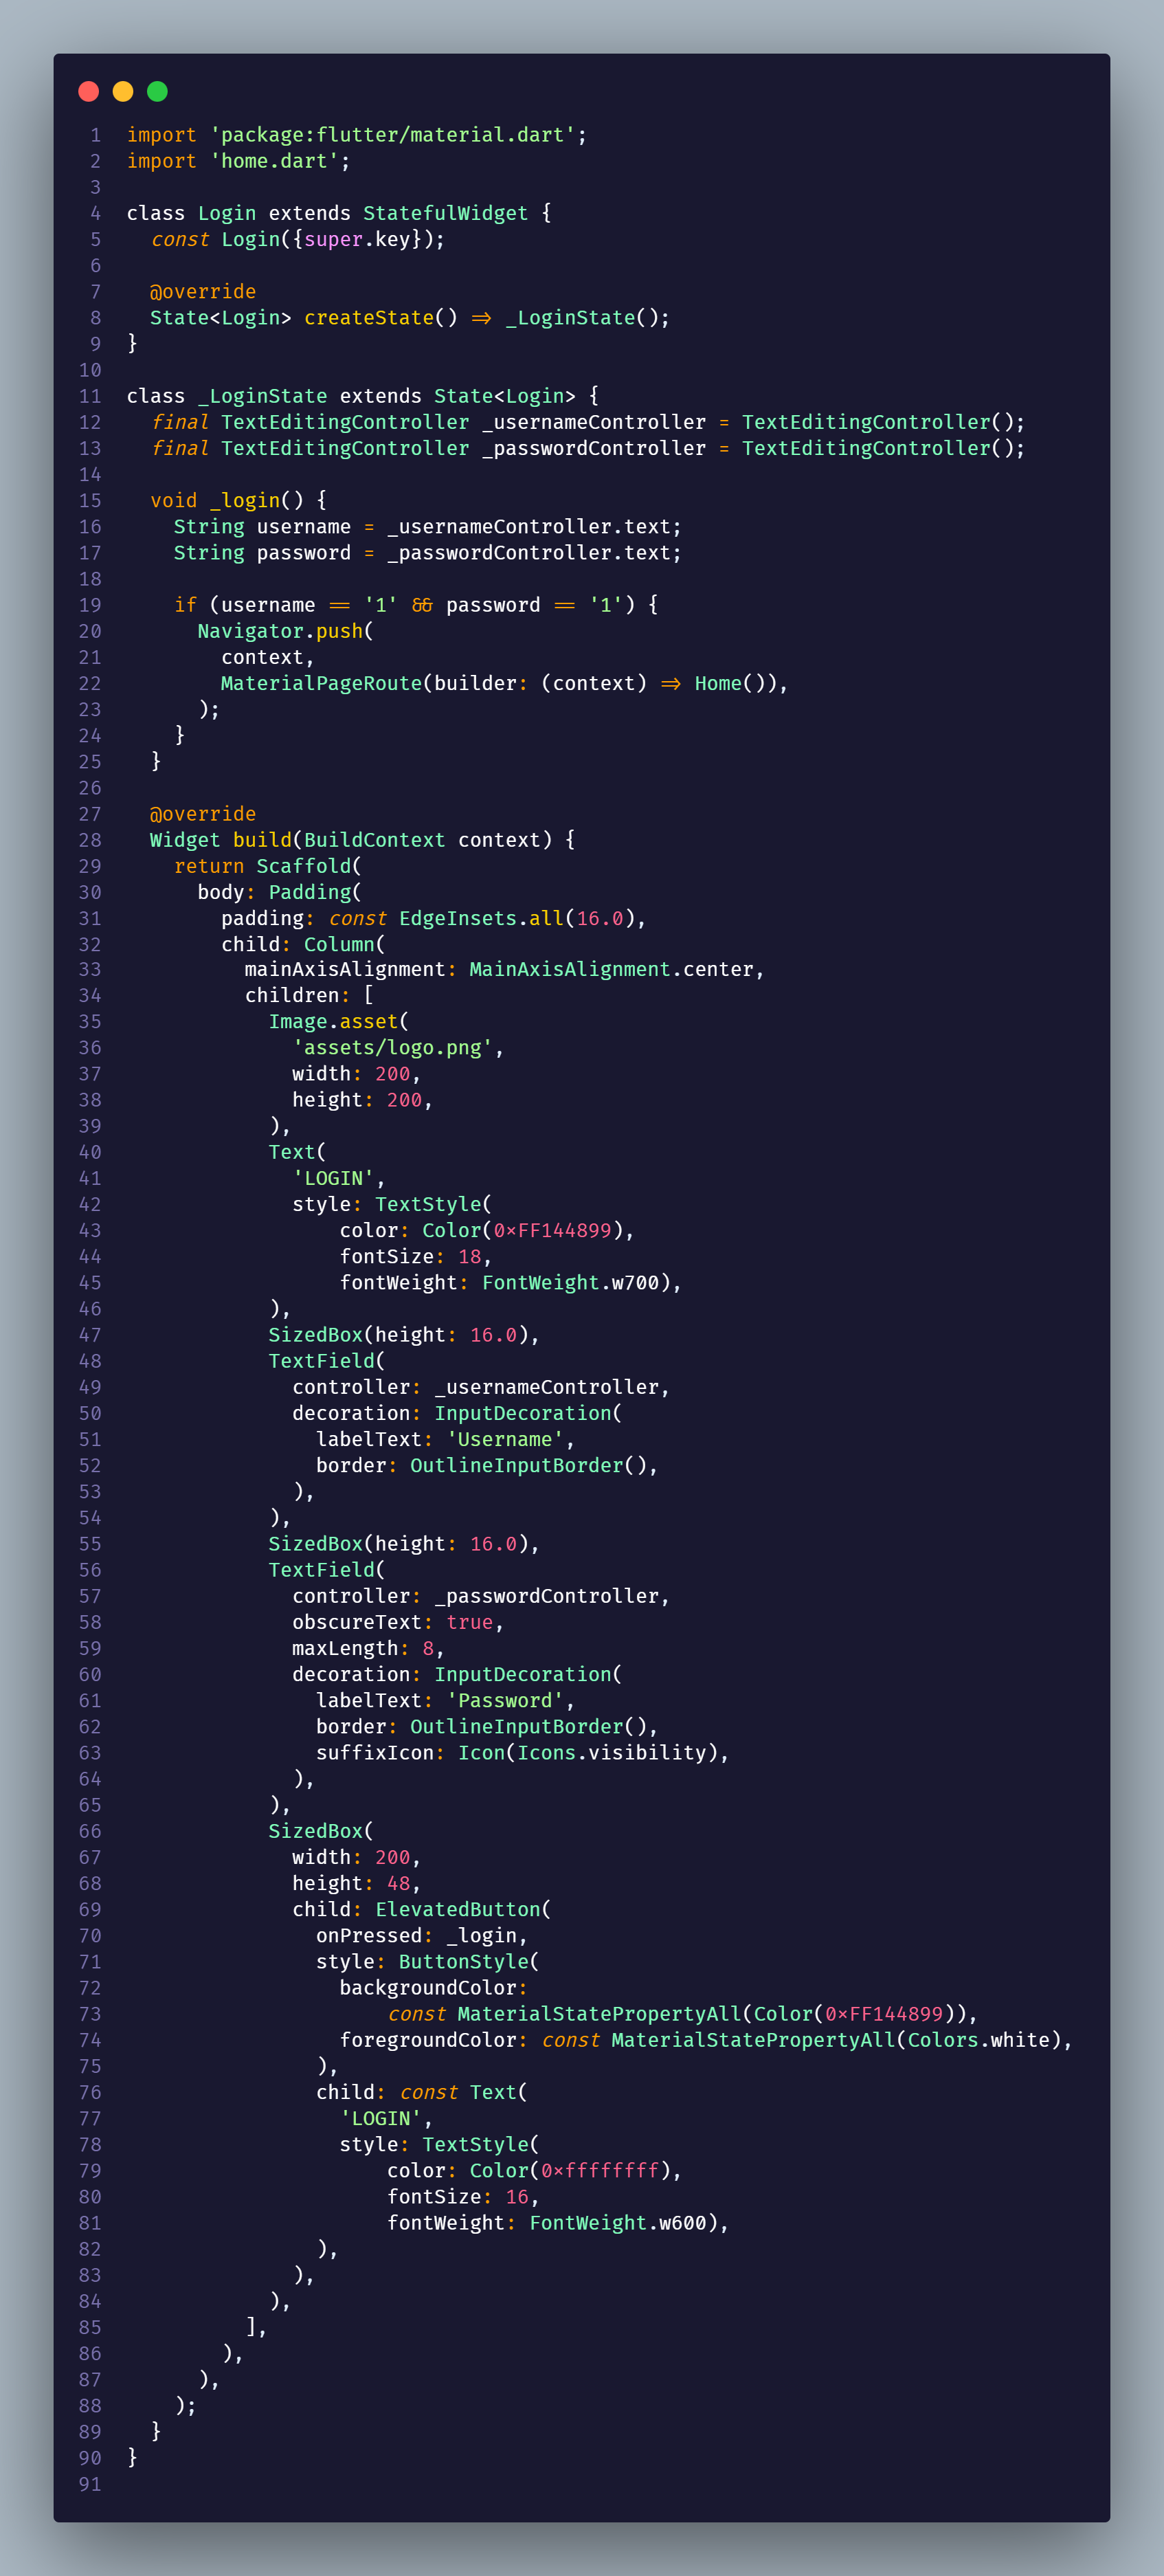 1 import 'package:flutter/material.dart';
2 import 'home.dart';
3
4 class Login extends StatefulWidget {
5   const Login({super.key});
6
7   @override
8   State<Login> createState() => _LoginState();
9 }
10
11 class _LoginState extends State<Login> {
12   final TextEditingController _usernameController = TextEditingController();
13   final TextEditingController _passwordController = TextEditingController();
14
15   void _login() {
16     String username = _usernameController.text;
17     String password = _passwordController.text;
18
19     if (username == '1' && password == '1') {
20       Navigator.push(
21         context,
22         MaterialPageRoute(builder: (context) => Home()),
23       );
24     }
25   }
26
27   @override
28   Widget build(BuildContext context) {
29     return Scaffold(
30       body: Padding(
31         padding: const EdgeInsets.all(16.0),
32         child: Column(
33           mainAxisAlignment: MainAxisAlignment.center,
34           children: [
35             Image.asset(
36               'assets/logo.png',
37               width: 200,
38               height: 200,
39             ),
40             Text(
41               'LOGIN',
42               style: TextStyle(
43                   color: Color(0xFF144899),
44                   fontSize: 18,
45                   fontWeight: FontWeight.w700),
46             ),
47             SizedBox(height: 16.0),
48             TextField(
49               controller: _usernameController,
50               decoration: InputDecoration(
51                 labelText: 'Username',
52                 border: OutlineInputBorder(),
53               ),
54             ),
55             SizedBox(height: 16.0),
56             TextField(
57               controller: _passwordController,
58               obscureText: true,
59               maxLength: 8,
60               decoration: InputDecoration(
61                 labelText: 'Password',
62                 border: OutlineInputBorder(),
63                 suffixIcon: Icon(Icons.visibility),
64               ),
65             ),
66             SizedBox(
67               width: 200,
68               height: 48,
69               child: ElevatedButton(
70                 onPressed: _login,
71                 style: ButtonStyle(
72                   backgroundColor:
73                       const MaterialStatePropertyAll(Color(0xFF144899)),
74                   foregroundColor: const MaterialStatePropertyAll(Colors.white),
75                 ),
76                 child: const Text(
77                   'LOGIN',
78                   style: TextStyle(
79                       color: Color(0xffffffff),
80                       fontSize: 16,
81                       fontWeight: FontWeight.w600),
82                 ),
83               ),
84             ),
85           ],
86         ),
87       ),
88     );
89   }
90 }
91